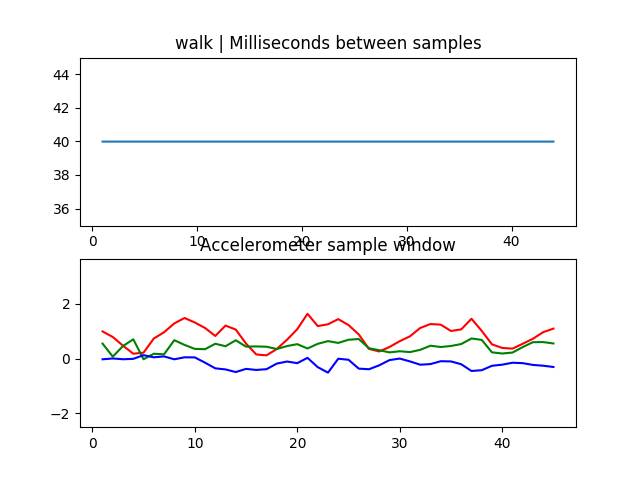 walk | Milliseconds between samples
44
42
40
38
36
0 10 20 30 40
Accelerometer sample window
2
0
−2
0 10 20 30 40